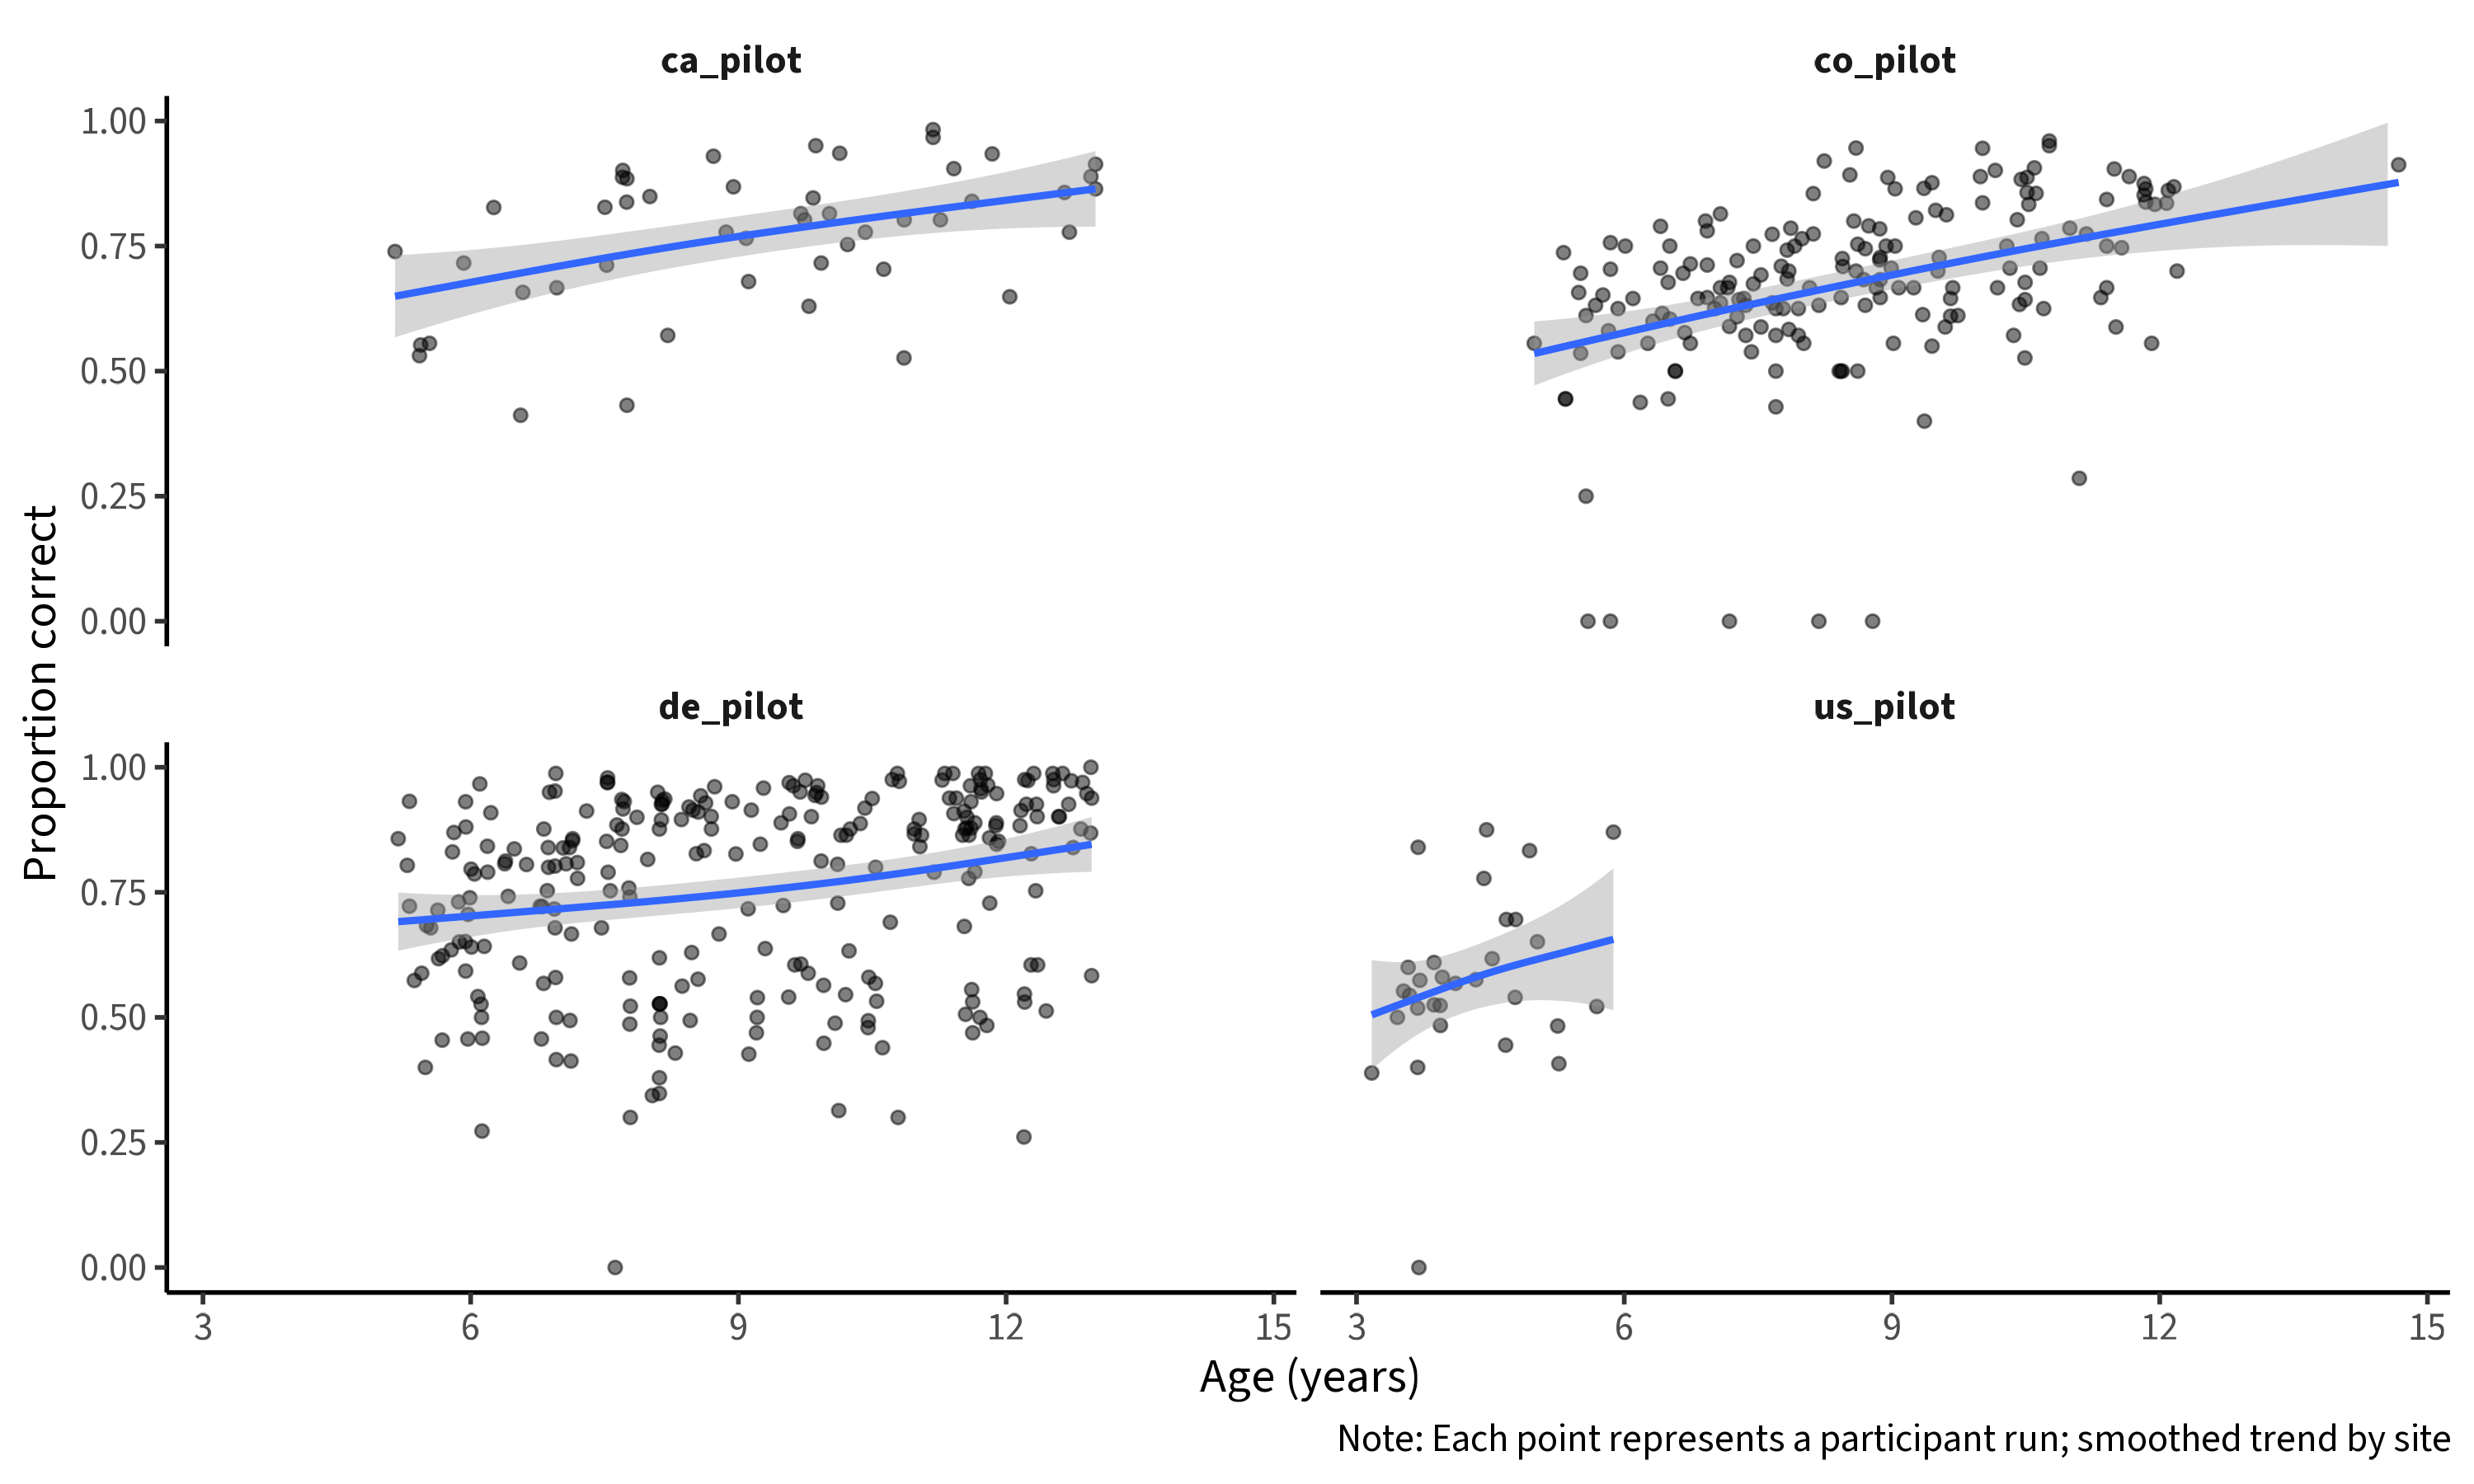 ca_pilot
co_pilot
1.00
0.75
0.50
0.25
0.00
de_pilot
us_pilot
1.00
0.75
0.50
0.25
0.00
Proportion correct
3 6 9 12 15 3 6 9 12 15
Age (years)
Note: Each point represents a participant run; smoothed trend by site